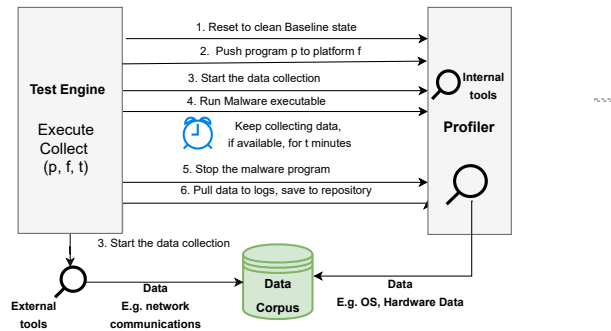 1. Reset to clean Baseline state
2. Push program p to platform f
Test Engine
Execute
Collect
(p, f, t)
3. Start the data collection
4. Run Malware executable
Keep collecting data,
if available, for t minutes
5. Stop the malware program
6. Pull data to logs, save to repository
Internal
tools
Profiler
3. Start the data collection
External
tools
Data
E.g. network
communications
Data
Corpus
Data
E.g. OS, Hardware Data